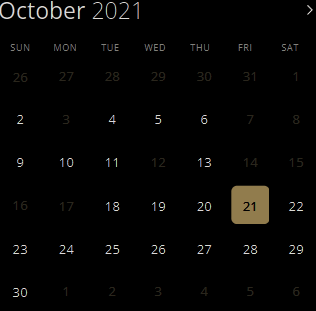 October 2021
SUN MON TUE WED THU FRI SAT
26 27 28 29 30 31 1
2 3 4 5 6 7 8
9 10 11 12 13 14 15
16 17 18 19 20 21 22
23 24 25 26 27 28 29
30 1 2 3 4 5 6